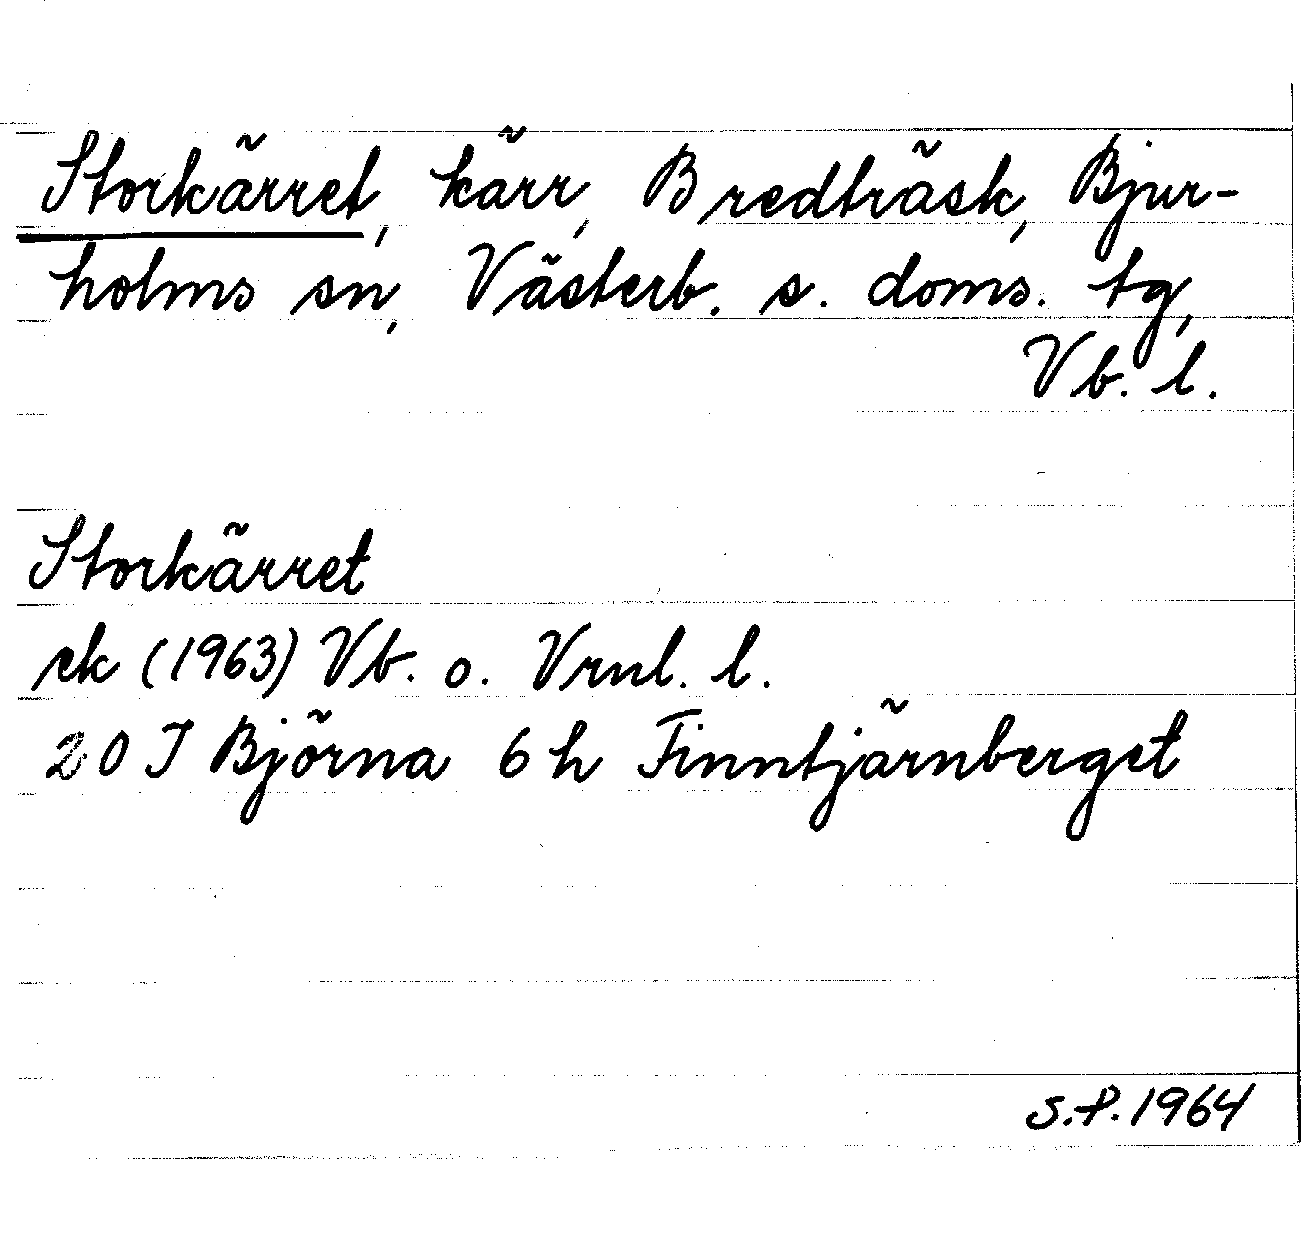 Storkärret, kärr, Bredträsk, Bjur-
holms sn, Västerb. s. doms. tg,
Vb. l.
Storkärret
ek (1963) Vb. o. Vrnl. l.
20 I Björna 6 h Finntjärnberget
S.P. 1964